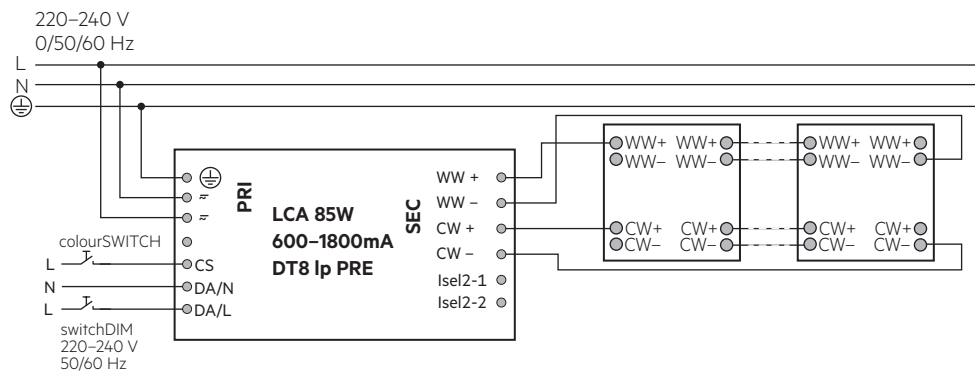 220–240 V
0/50/60 Hz
L
N
WW+ WW+ WW+ WW+
WW– WW– WW– WW–
CW+ CW+ CW+ CW+
CW– CW– CW– CW–
PRI
LCA 85W
600–1800mA
DT8 lp PRE
SEC
WW +
WW –
CW +
CW –
Isel2-1
Isel2-2
colourSWITCH
L
CS
N
DA/N
L
DA/L
switchDIM
220–240 V
50/60 Hz